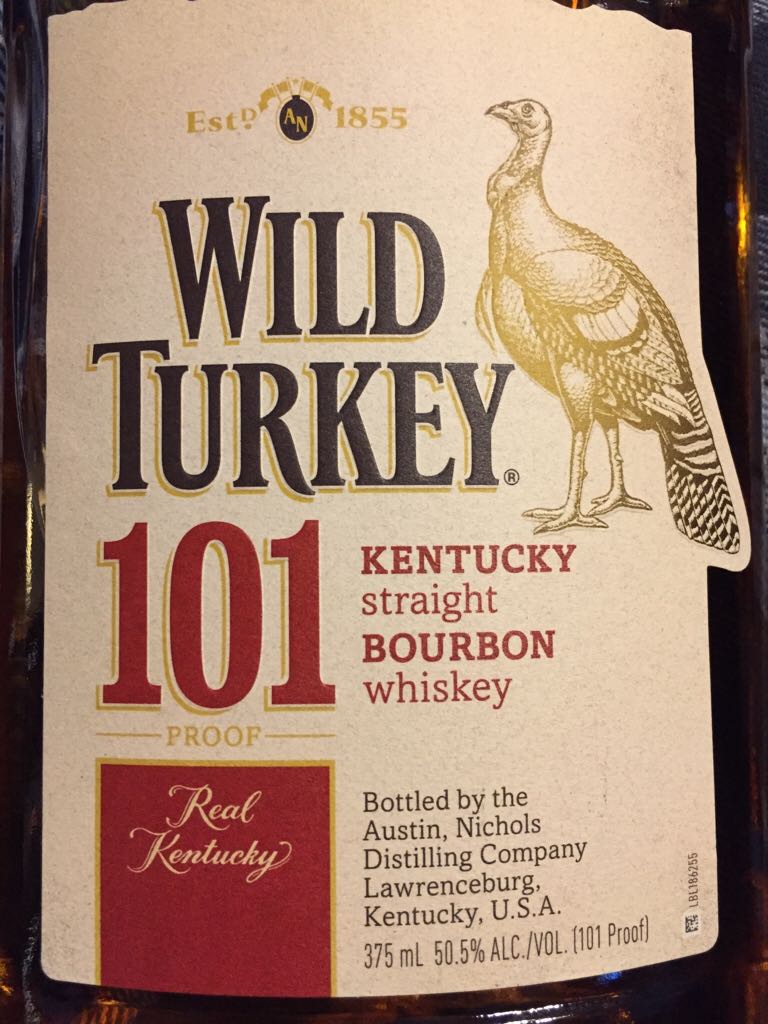 Estᴰ. AN 1855
WILD
TURKEY®
101
PROOF
KENTUCKY
straight
BOURBON
whiskey
Real
Kentucky
Bottled by the
Austin, Nichols
Distilling Company
Lawrenceburg,
Kentucky, U.S.A.
375 mL 50.5% ALC./VOL. (101 Proof)
LBL186255